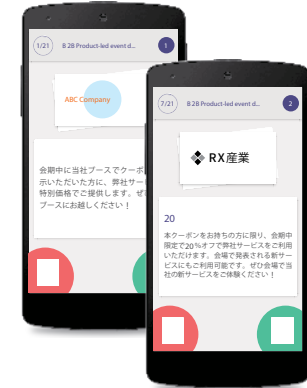 1/21
B 2B Product-led event d...
1
ABC Company
会期中に当社ブースでクーポ
示いただいた方に、弊社サー
特別価格でご提供します。ぜ
ブースにお越しください！
7/21
B 2B Product-led event d...
2
RX産業
20
本クーポンをお持ちの方に限り、会期中
限定で20%オフで弊社サービスをご利用
いただけます。会場で発表される新サー
ビスにもご利用可能です。ぜひ会場で当
社の新サービスをご体験ください！